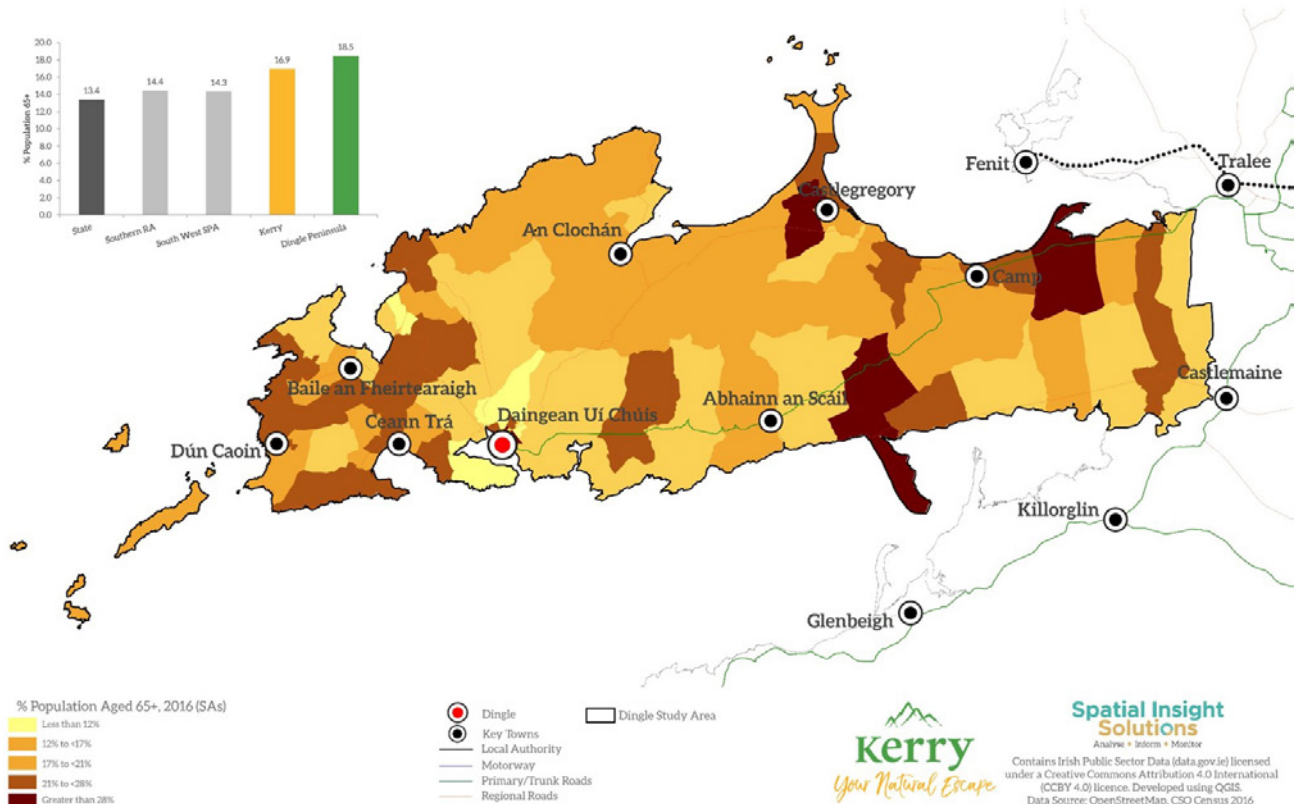 20.0
18.0
16.0
14.0
12.0
10.0
8.0
6.0
4.0
2.0
0.0
% Population 65+
13.4
14.4
14.3
16.9
18.5
State
Southern RA
South West SPA
Kerry
Dingle Peninsula
Fenit
Tralee
Castlegregory
An Clochán
Camp
Baile an Fheirtearaigh
Castlemaine
Abhainn an Scáil
Daingean Uí Chúis
Ceann Trá
Dún Caoin
Killorglin
Glenbeigh
% Population Aged 65+, 2016 (SAs)
Less than 12%
12% to <17%
17% to <21%
21% to <28%
Greater than 28%
Dingle
Key Towns
Local Authority
Motorway
Primary/Trunk Roads
Regional Roads
Dingle Study Area
Kerry
Your Natural Escape
Spatial Insight
Solutions
Analyse • Inform • Monitor
Contains Irish Public Sector Data (data.gov.ie) licensed
under a Creative Commons Attribution 4.0 International
(CCBY 4.0) licence. Developed using QGIS.
Data Source: OpenStreetMap, CSO Census 2016